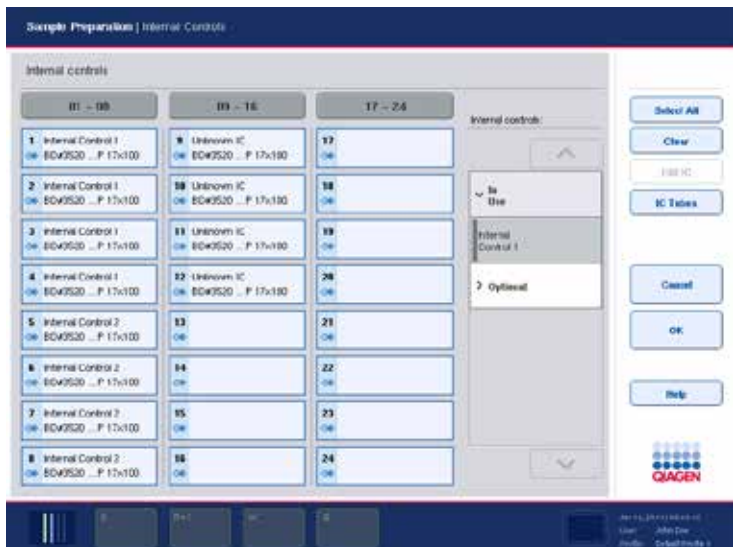 Sample Preparation | Internal Controls
Internal controls
01 - 08
09 - 16
17 - 24
Internal controls:
Select All
Clear
Edit IC
IC Tubes
Cancel
OK
Help
1 Internal Control 1
BD#3520 ...P 17x100
2 Internal Control 1
BD#3520 ...P 17x100
3 Internal Control 1
BD#3520 ...P 17x100
4 Internal Control 1
BD#3520 ...P 17x100
5 Internal Control 2
BD#3520 ...P 17x100
6 Internal Control 2
BD#3520 ...P 17x100
7 Internal Control 2
BD#3520 ...P 17x100
8 Internal Control 2
BD#3520 ...P 17x100
9 Unknown IC
BD#3520 ...P 17x100
10 Unknown IC
BD#3520 ...P 17x100
11 Unknown IC
BD#3520 ...P 17x100
12 Unknown IC
BD#3520 ...P 17x100
13
14
15
16
17
18
19
20
21
22
23
24
In
Use
Internal
Control 1
Optional
QIAGEN
User: John Doe
Profile: Default Profile 1